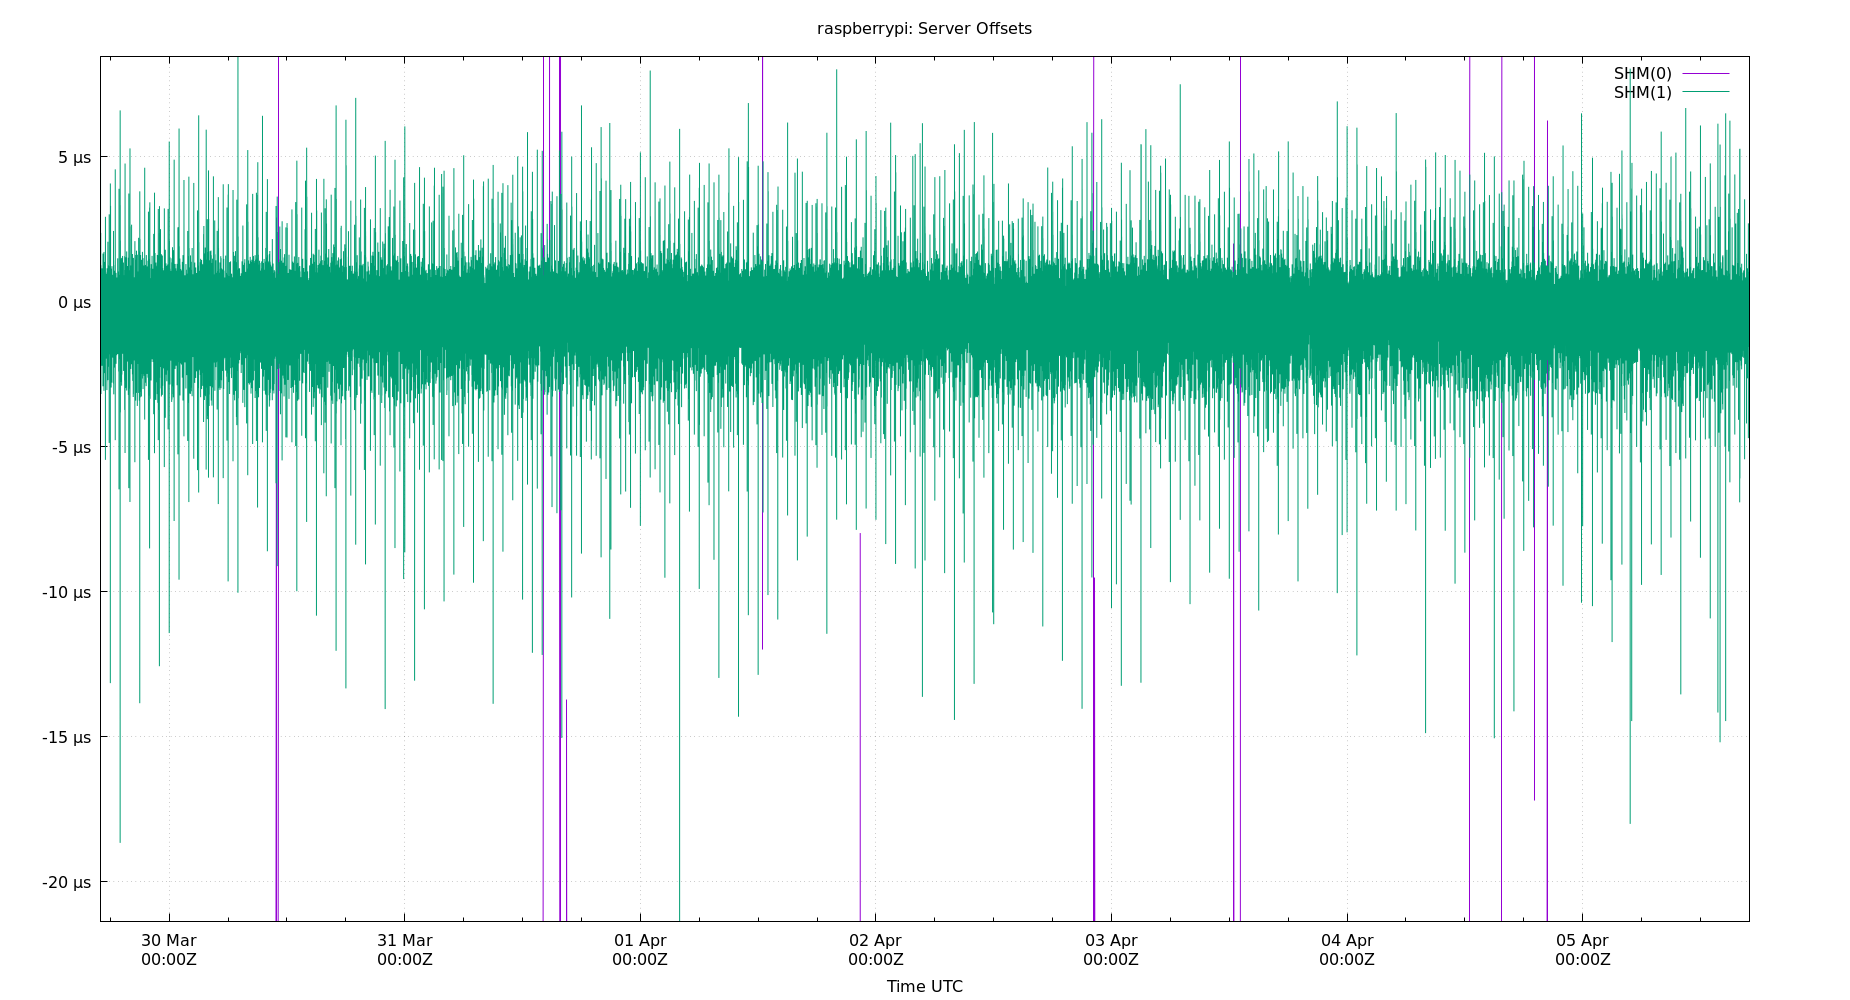 raspberrypi: Server Offsets
SHM(0)
SHM(1)
5 µs
0 µs
-5 µs
-10 µs
-15 µs
-20 µs
30 Mar 31 Mar 01 Apr 02 Apr 03 Apr 04 Apr 05 Apr
00:00Z 00:00Z 00:00Z 00:00Z 00:00Z 00:00Z 00:00Z
Time UTC